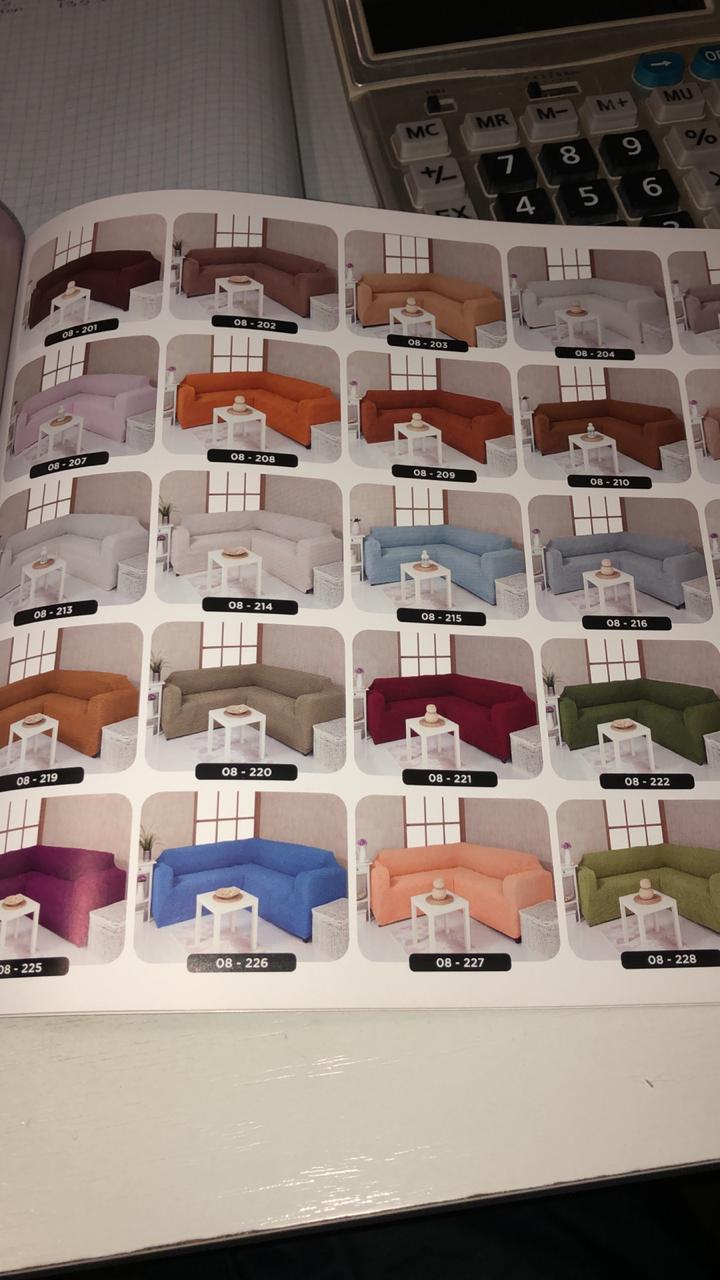 MC MR M− M+ MU
+/− 7 8 9 %
4 5 6
08 - 201 08 - 202 08 - 203 08 - 204
08 - 207 08 - 208 08 - 209 08 - 210
08 - 213 08 - 214 08 - 215 08 - 216
08 - 219 08 - 220 08 - 221 08 - 222
08 - 225 08 - 226 08 - 227 08 - 228